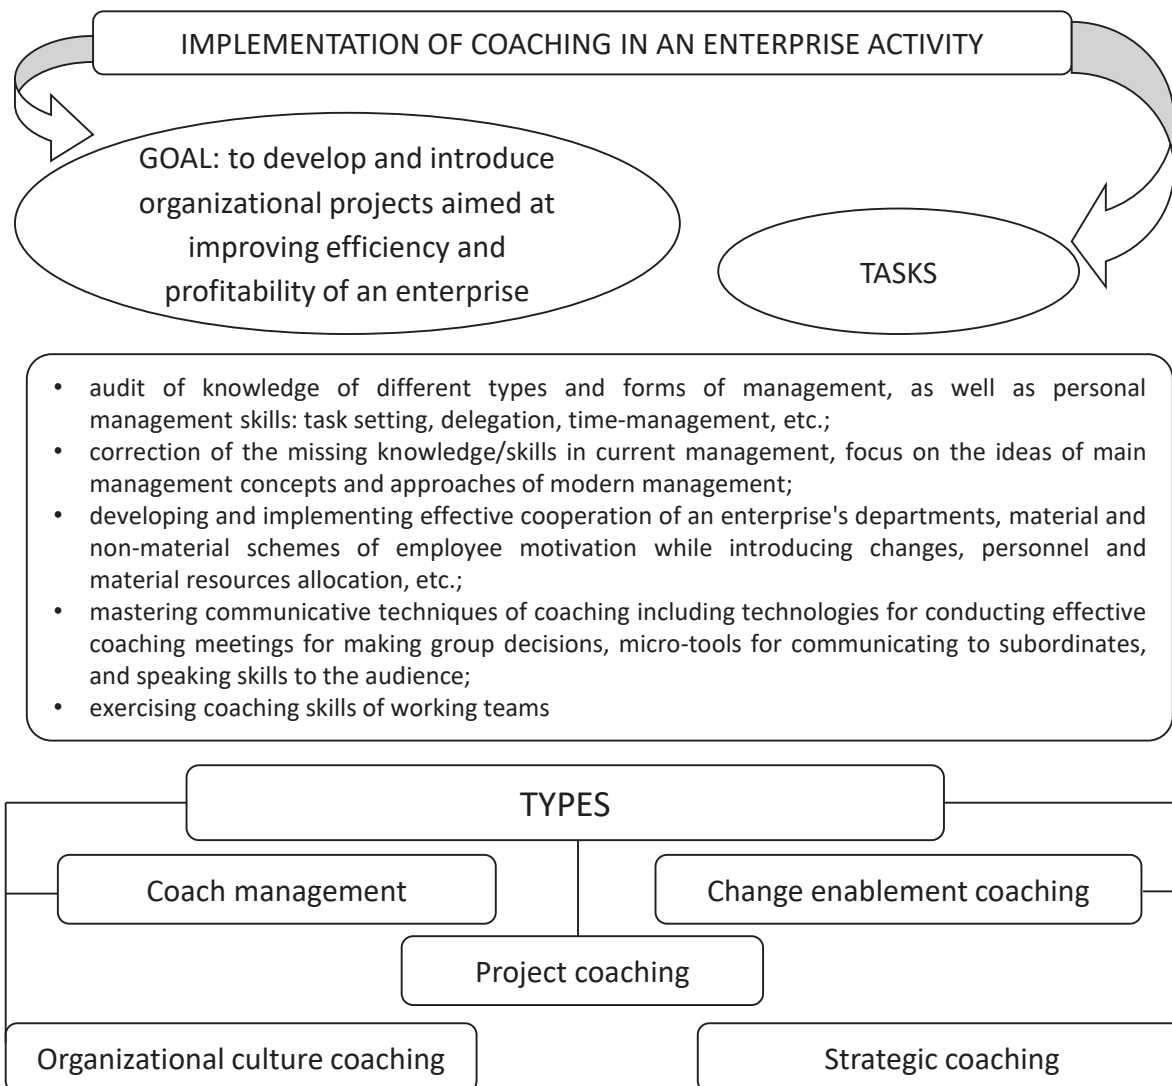 IMPLEMENTATION OF COACHING IN AN ENTERPRISE ACTIVITY
GOAL: to develop and introduce
organizational projects aimed at
improving efficiency and
profitability of an enterprise
TASKS
• audit of knowledge of different types and forms of management, as well as personal
management skills: task setting, delegation, time-management, etc.;
• correction of the missing knowledge/skills in current management, focus on the ideas of main
management concepts and approaches of modern management;
• developing and implementing effective cooperation of an enterprise's departments, material and
non-material schemes of employee motivation while introducing changes, personnel and
material resources allocation, etc.;
• mastering communicative techniques of coaching including technologies for conducting effective
coaching meetings for making group decisions, micro-tools for communicating to subordinates,
and speaking skills to the audience;
• exercising coaching skills of working teams
TYPES
Coach management
Change enablement coaching
Project coaching
Organizational culture coaching
Strategic coaching